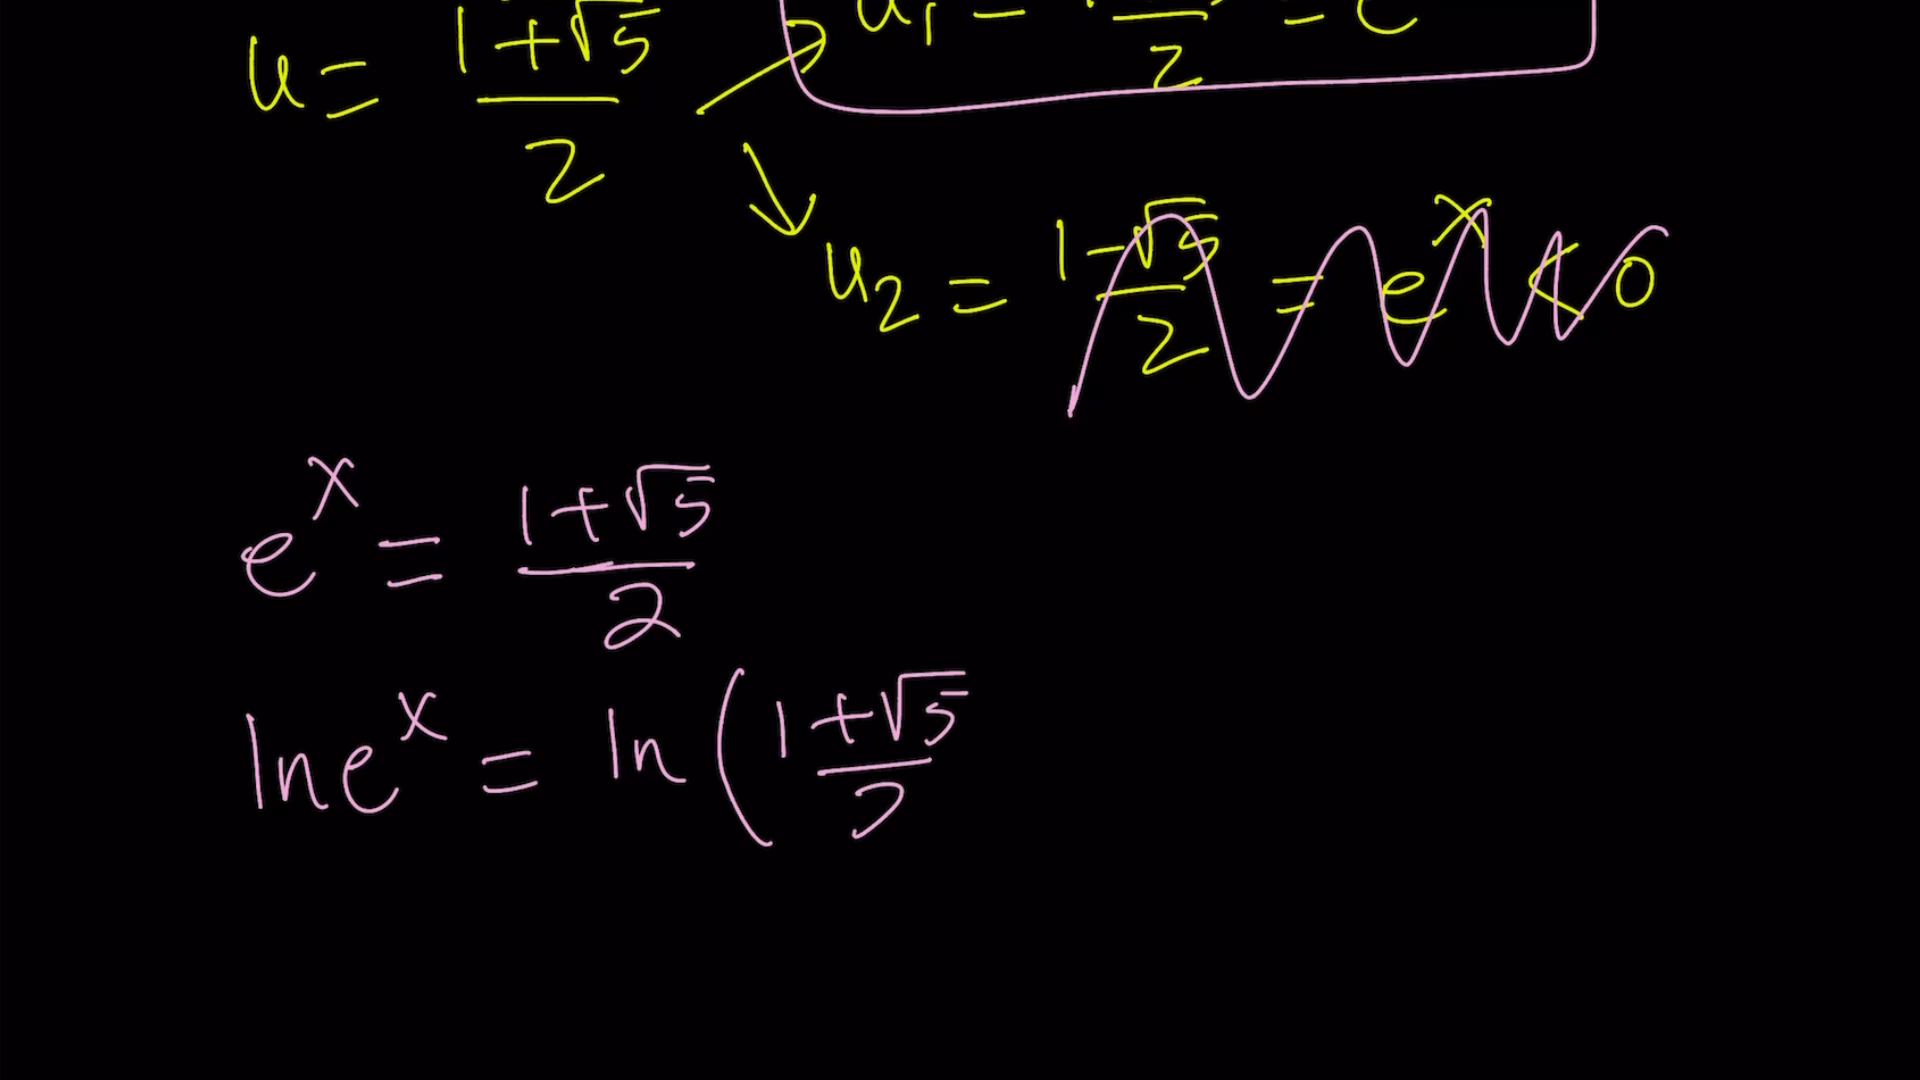 u = (1+√5)/2
u₁ = /2 =
u₂ = (1-√5)/2 = eˣ < 0
eˣ = (1+√5)/2
ln eˣ = ln ((1+√5)/2